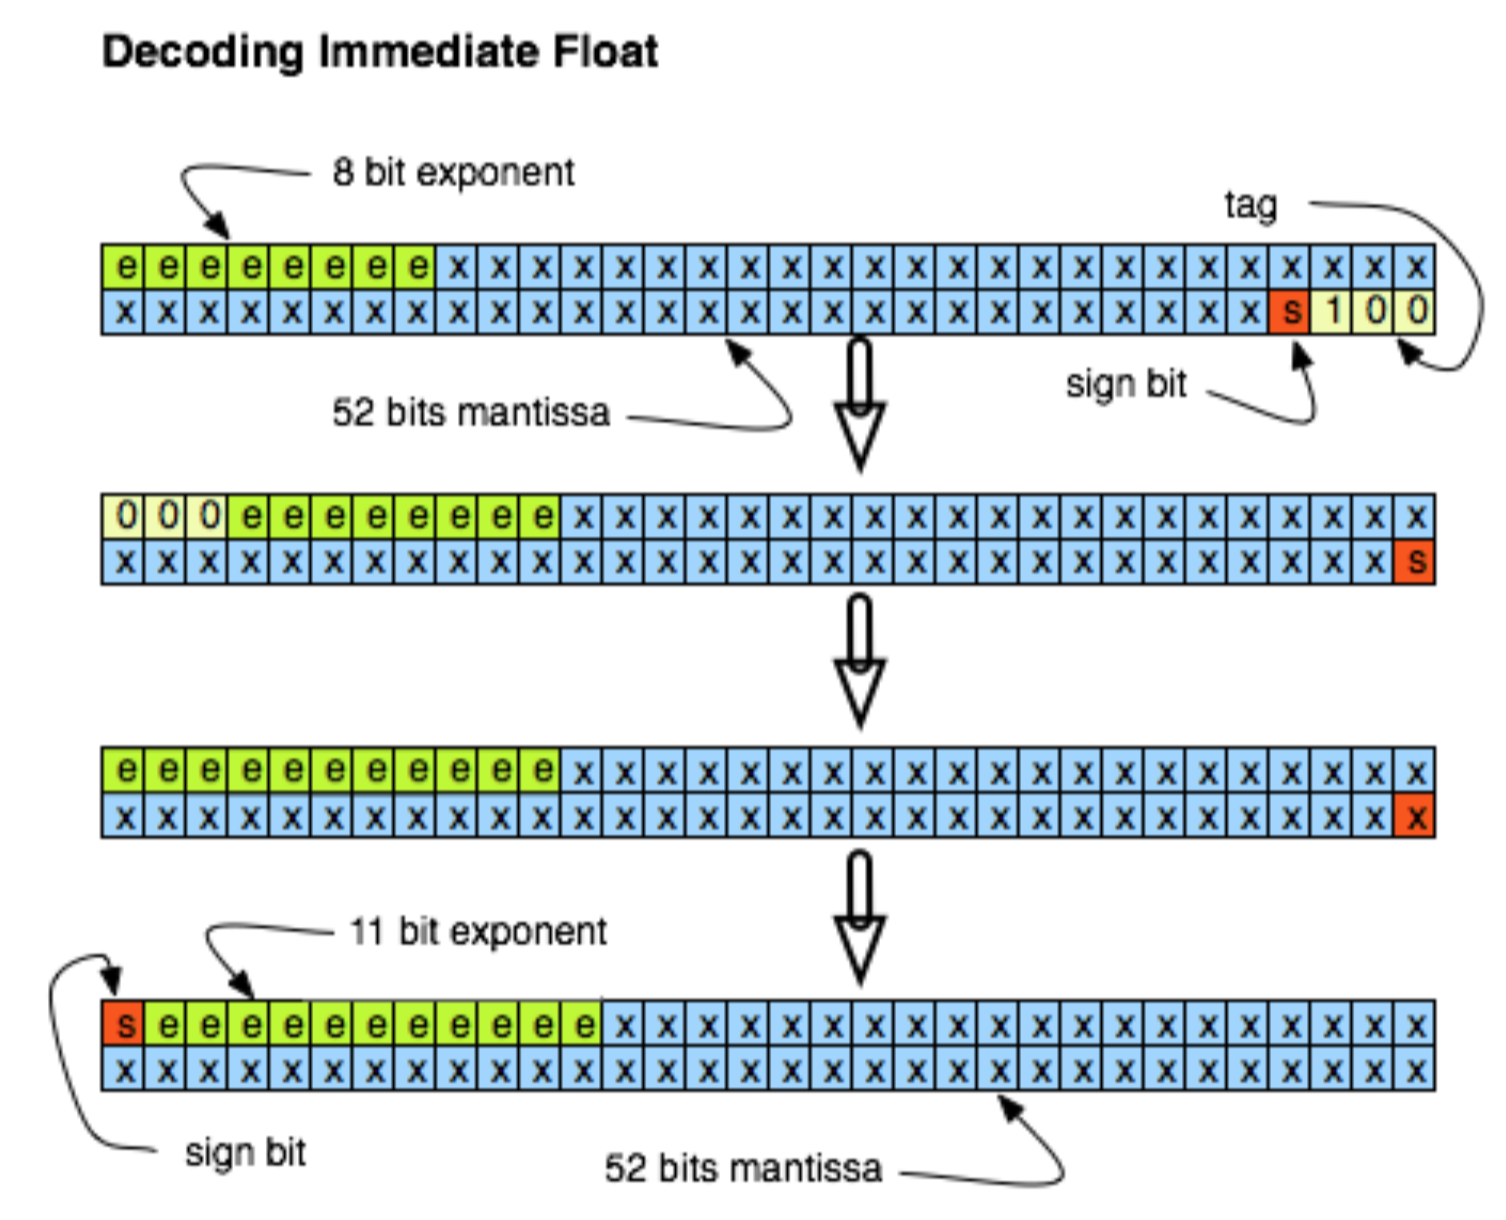 Decoding Immediate Float
8 bit exponent
tag
e e e e e e e e x x x x x x x x x x x x x x x x x x x x x x x x
x x x x x x x x x x x x x x x x x x x x x x x x x x x x s 1 0 0
sign bit
52 bits mantissa
0 0 0 e e e e e e e e x x x x x x x x x x x x x x x x x x x x x
x x x x x x x x x x x x x x x x x x x x x x x x x x x x x x x s
e e e e e e e e e e e x x x x x x x x x x x x x x x x x x x x x
x x x x x x x x x x x x x x x x x x x x x x x x x x x x x x x x
11 bit exponent
s e e e e e e e e e e e x x x x x x x x x x x x x x x x x x x x
x x x x x x x x x x x x x x x x x x x x x x x x x x x x x x x x
sign bit
52 bits mantissa